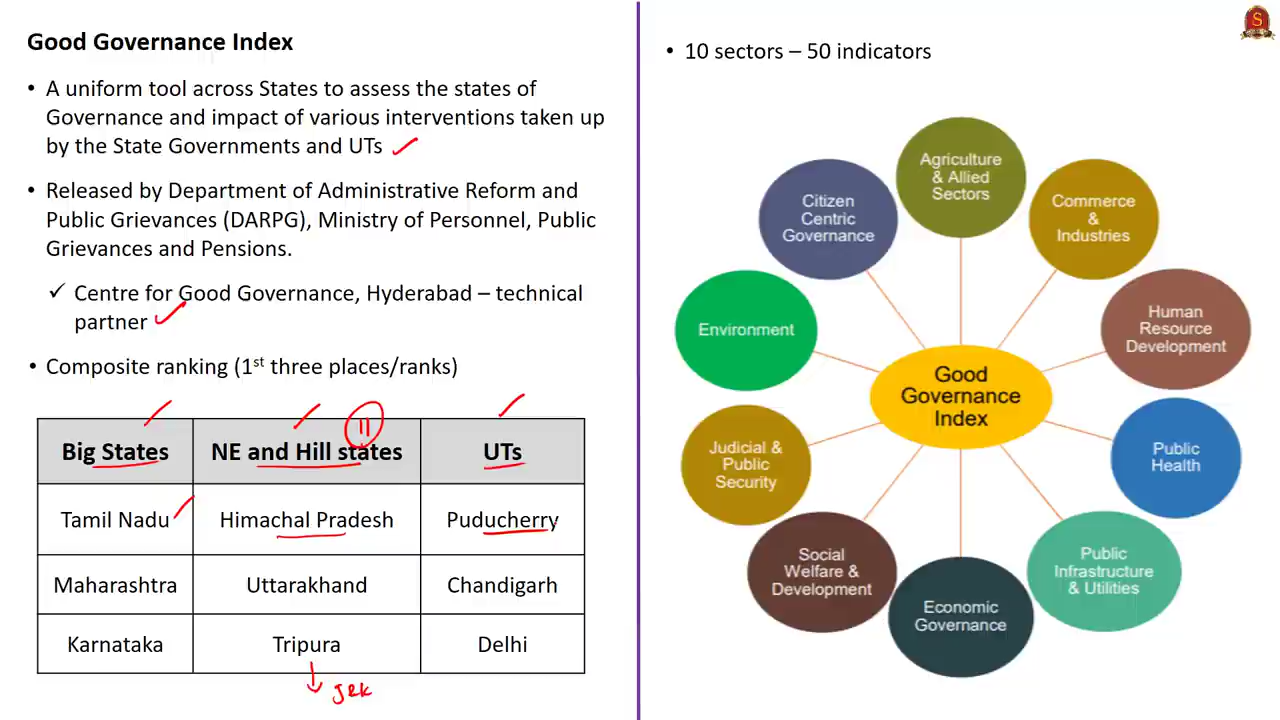 Good Governance Index
• A uniform tool across States to assess the states of
Governance and impact of various interventions taken up
by the State Governments and UTs
• Released by Department of Administrative Reform and
Public Grievances (DARPG), Ministry of Personnel, Public
Grievances and Pensions.
✓ Centre for Good Governance, Hyderabad – technical
partner
• Composite ranking (1st three places/ranks)
11
Big States NE and Hill states UTs
Tamil Nadu Himachal Pradesh Puducherry
Maharashtra Uttarakhand Chandigarh
Karnataka Tripura Delhi
J&K
S
• 10 sectors – 50 indicators
Agriculture
& Allied
Sectors
Commerce
&
Industries
Human
Resource
Development
Public
Health
Public
Infrastructure
& Utilities
Economic
Governance
Social
Welfare &
Development
Judicial &
Public
Security
Environment
Citizen
Centric
Governance
Good
Governance
Index